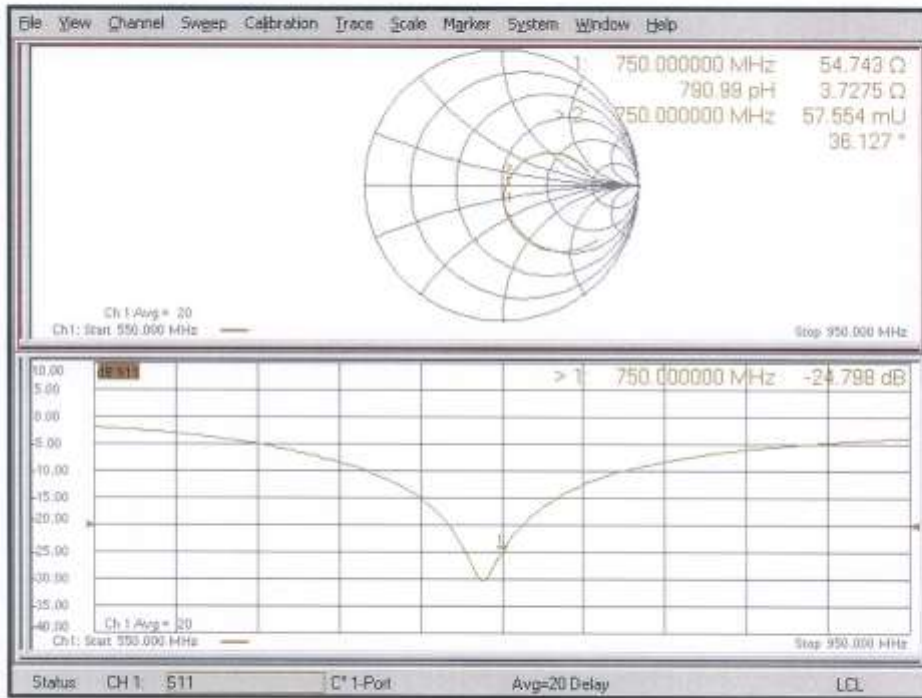 File View Channel Sweep Calibration Trace Scale Marker System Window Help
1 750.000000 MHz 54.743 Ω
790.99 pH 3.7275 Ω
> 2 750.000000 MHz 57.554 mU
36.127 °
Ch 1 Avg = 20
Ch1: Start 550.000 MHz
Stop 950.000 MHz
10.00
dB S11
> 1 750.000000 MHz -24.798 dB
5.00
0.00
-5.00
-10.00
-15.00
-20.00
-25.00
-30.00
-35.00
-40.00
1
Ch 1 Avg = 20
Ch1: Start 550.000 MHz
Stop 950.000 MHz
Status CH 1: S11 C* 1-Port Avg=20 Delay LCL